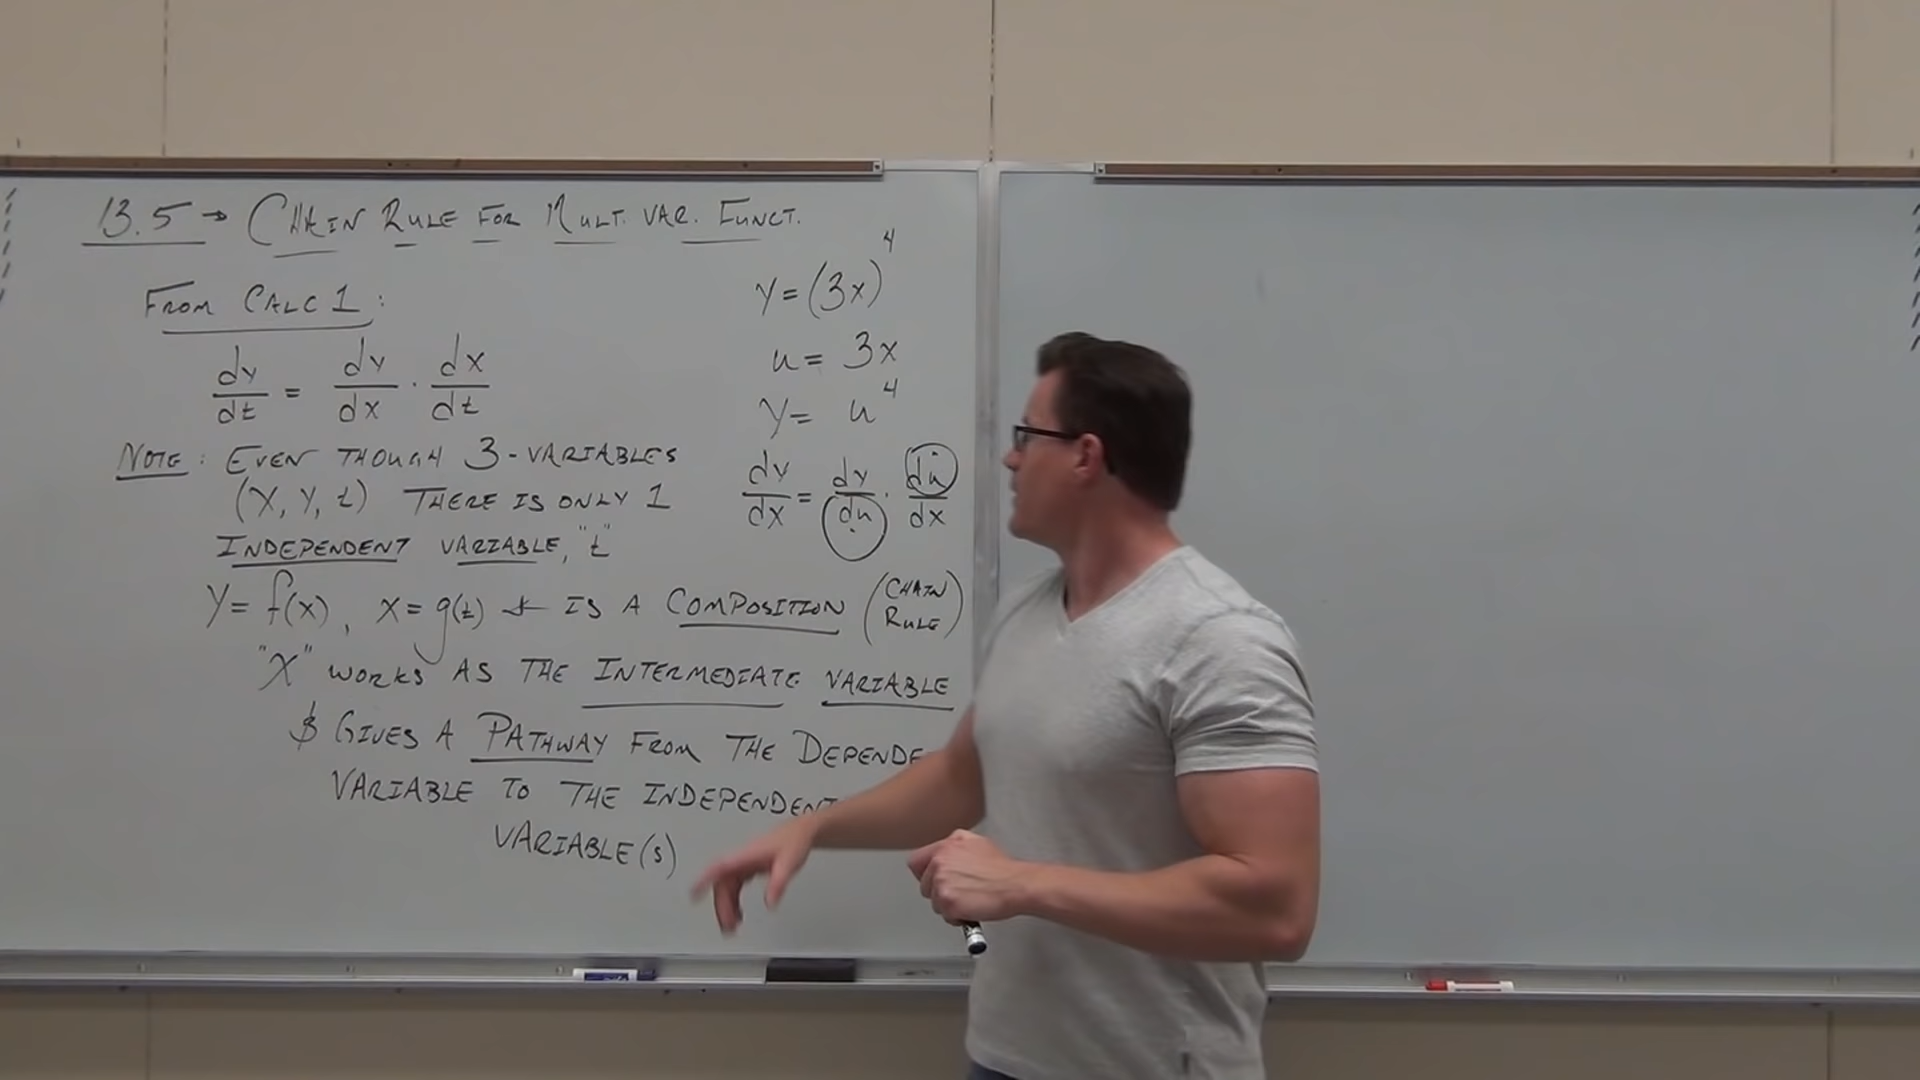 13.5 → CHAIN RULE FOR MULT. VAR. FUNCT.
FROM CALC 1:
dy/dt = dy/dx · dx/dt
NOTE: EVEN THOUGH 3-VARIABLES
(X, Y, t) THERE IS ONLY 1
INDEPENDENT VARIABLE, "t"
Y = f(x), X = g(t) ← IS A COMPOSITION (CHAIN RULE)
"X" WORKS AS THE INTERMEDIATE VARIABLE
& GIVES A PATHWAY FROM THE DEPENDE
VARIABLE TO THE INDEPENDENT
VARIABLE(S)
Y = (3x)^4
u = 3x
Y = u^4
dy/dx = dy/du · du/dx